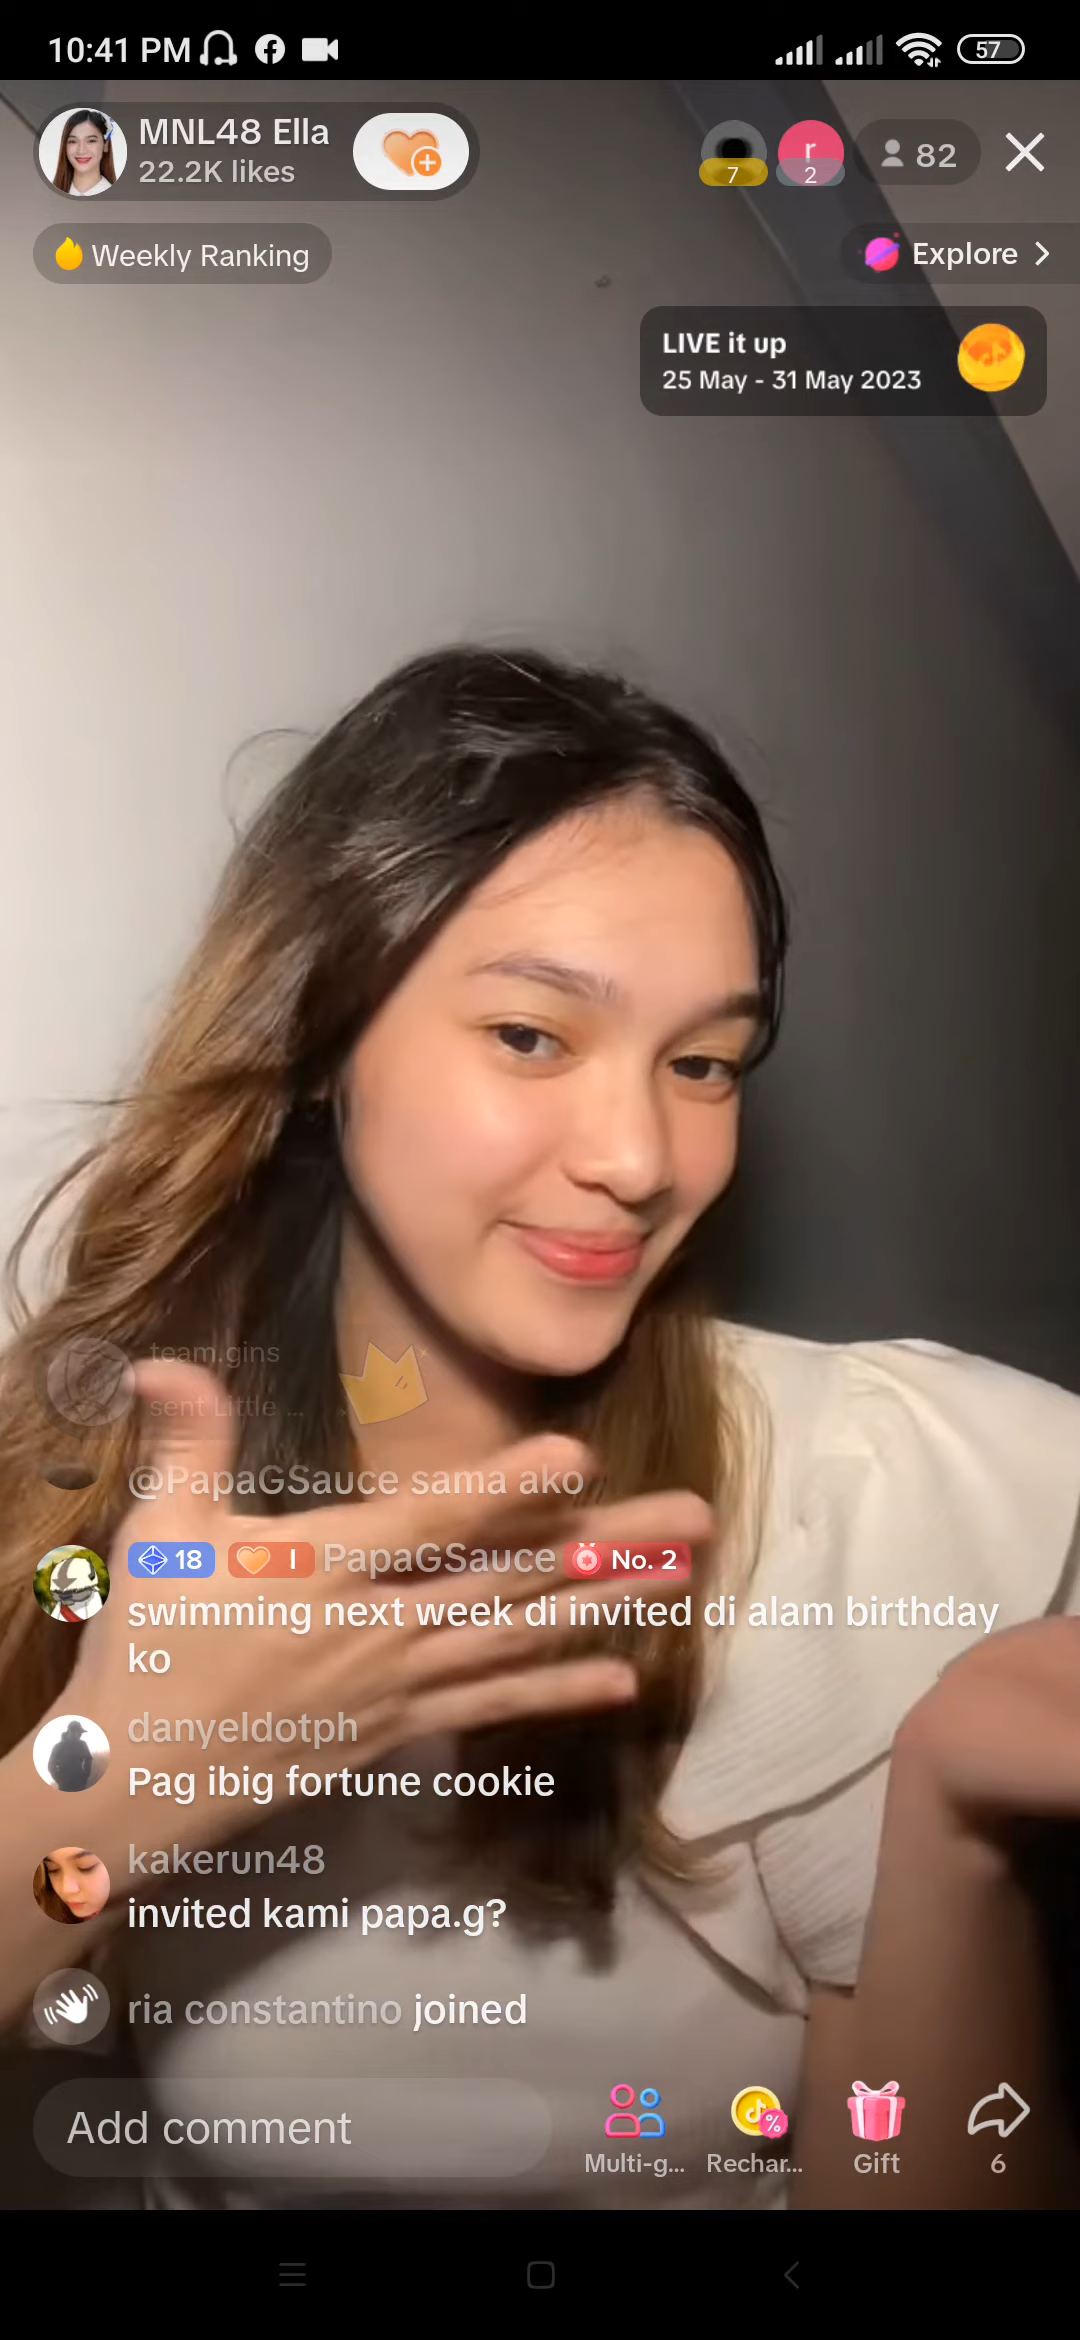 10:41 PM
57
MNL48 Ella
22.2K likes
7
r
2
82
Weekly Ranking
Explore
LIVE it up
25 May - 31 May 2023
team.gins
sent Little ...
@PapaGSauce sama ako
18 I PapaGSauce No. 2
swimming next week di invited di alam birthday
ko
danyeldotph
Pag ibig fortune cookie
kakerun48
invited kami papa.g?
ria constantino joined
Add comment
Multi-g...
Rechar...
Gift
6